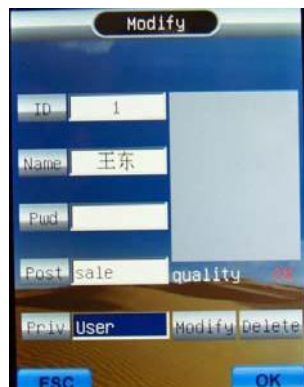 Modify
ID 1
Name 王东
Pwd
Post sale quality
Priv User Modify Delete
ESC OK